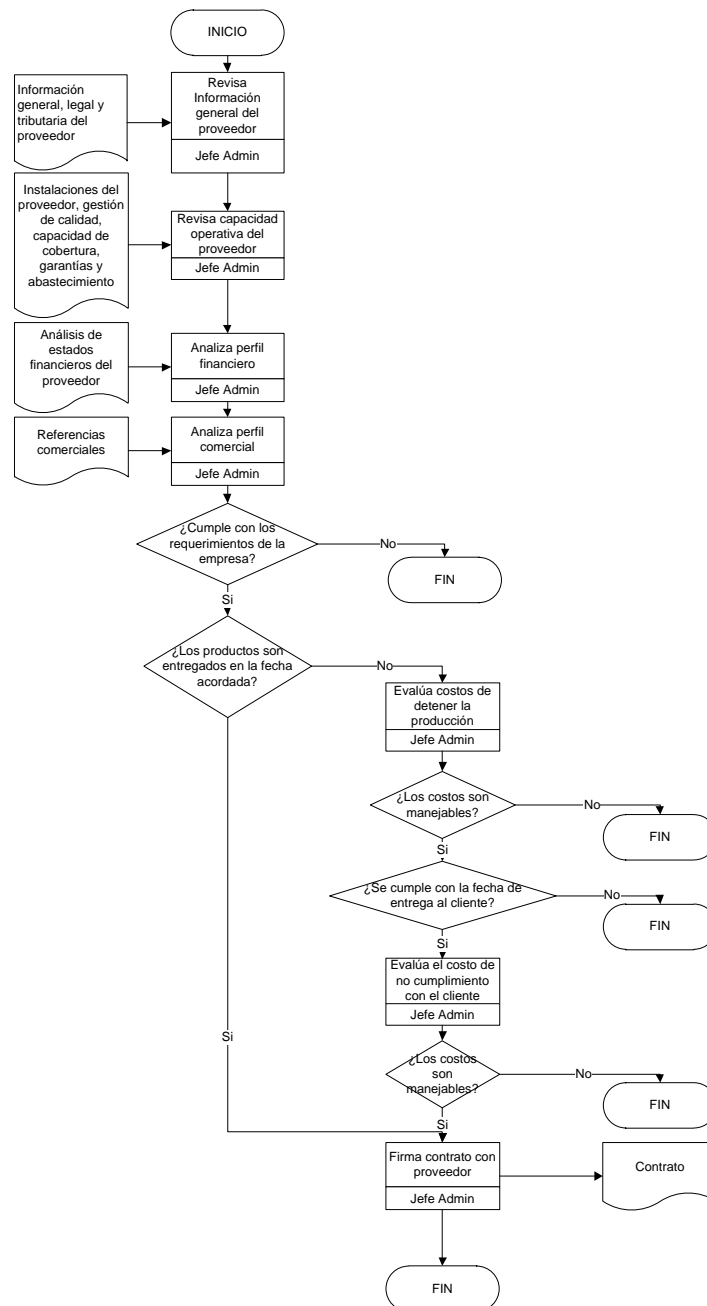 INICIO
Información
general, legal y
tributaria del
proveedor
Revisa
Información
general del
proveedor
Jefe Admin
Instalaciones del
proveedor, gestión
de calidad,
capacidad de
cobertura,
garantías y
abastecimiento
Revisa capacidad
operativa del
proveedor
Jefe Admin
Análisis de
estados
financieros del
proveedor
Analiza perfil
financiero
Jefe Admin
Referencias
comerciales
Analiza perfil
comercial
Jefe Admin
¿Cumple con los
requerimientos de la
empresa?
No
FIN
Si
¿Los productos son
entregados en la fecha
acordada?
No
Evalúa costos de
detener la
producción
Jefe Admin
¿Los costos son
manejables?
No
FIN
Si
¿Se cumple con la fecha de
entrega al cliente?
No
FIN
Si
Evalúa el costo de
no cumplimiento
con el cliente
Jefe Admin
Si
¿Los costos
son
manejables?
No
FIN
Si
Firma contrato con
proveedor
Jefe Admin
Contrato
FIN